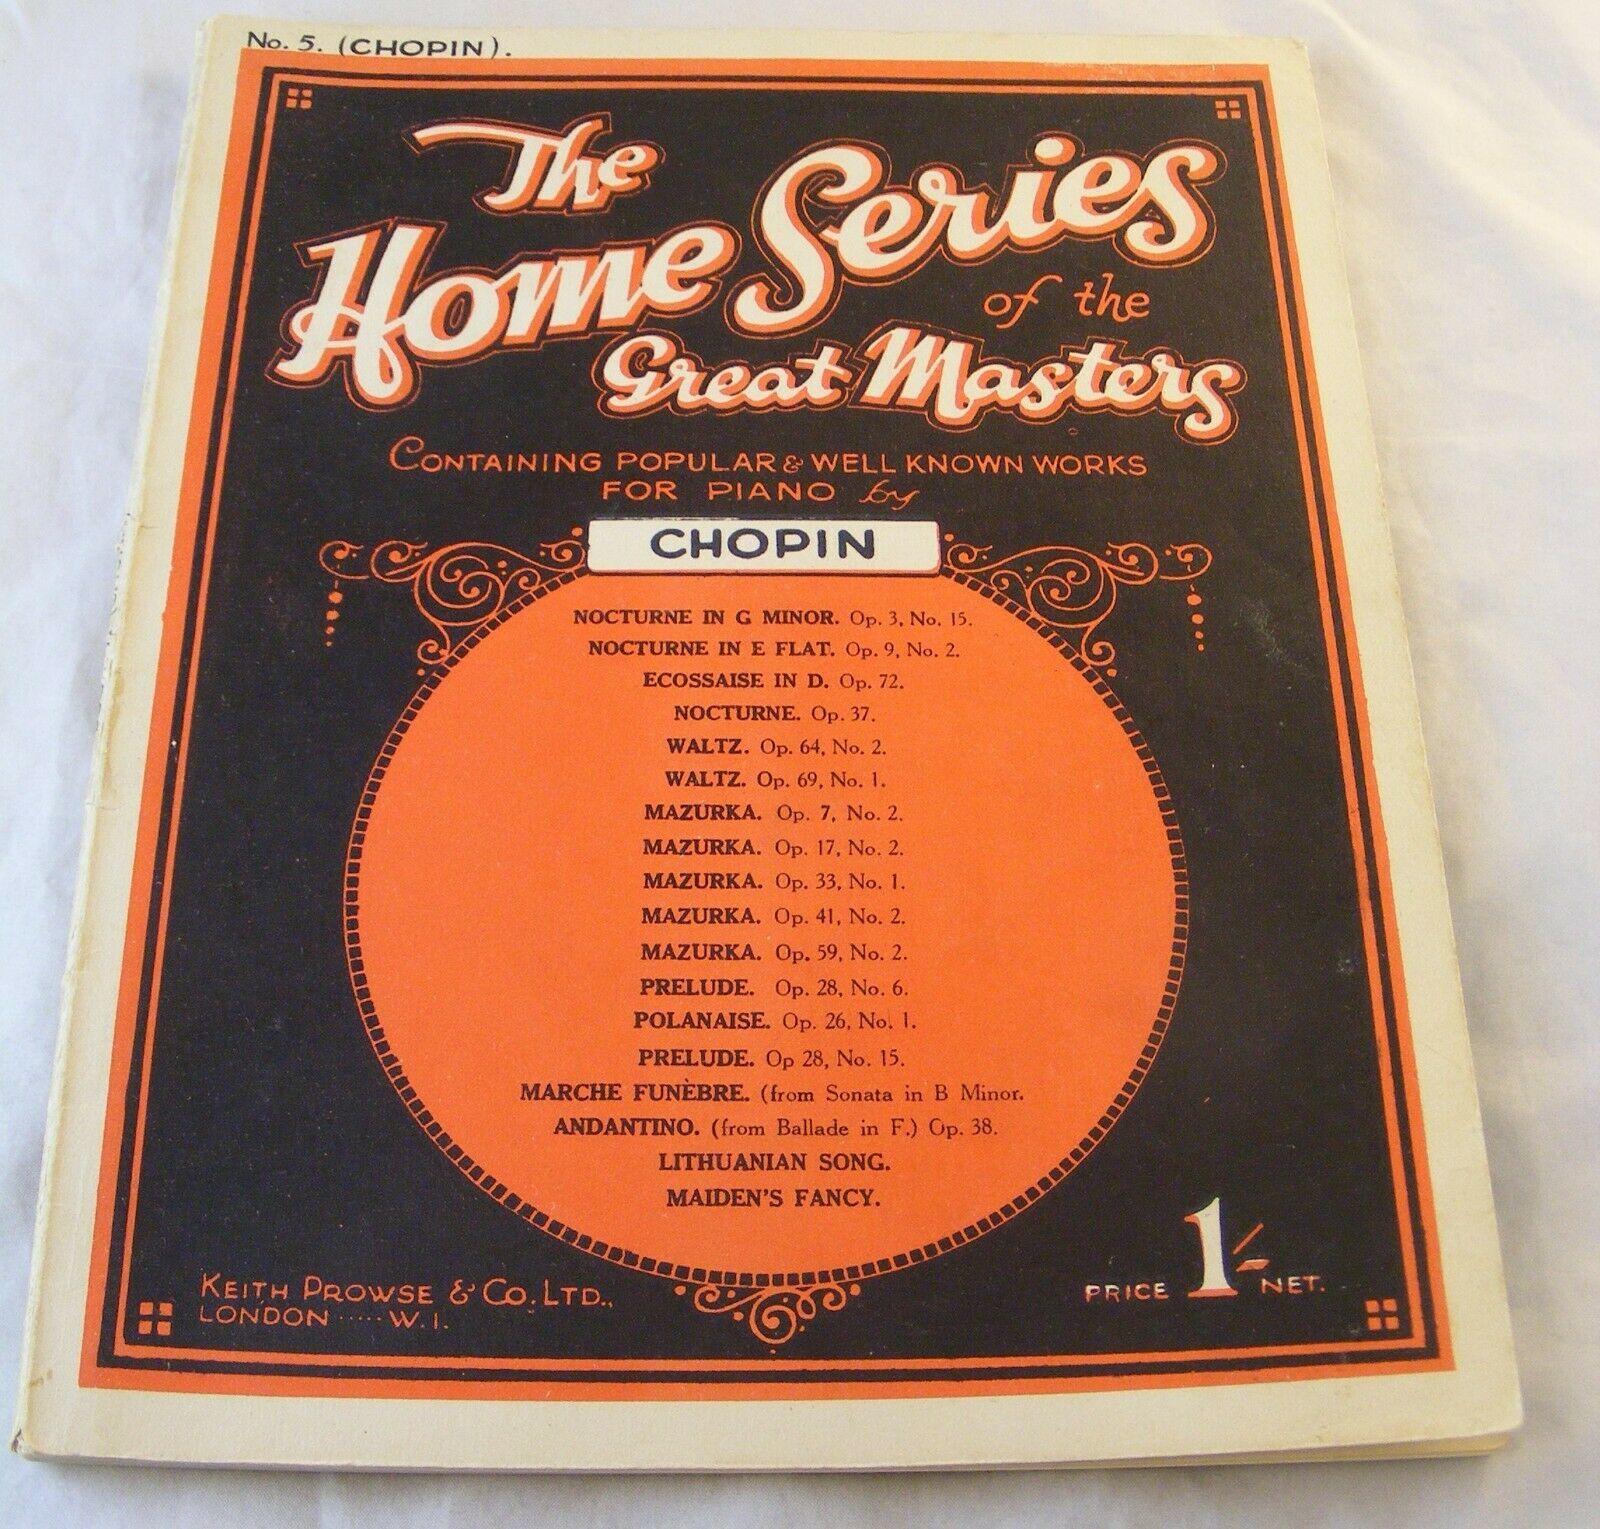 No. 5. (CHOPIN).
The
Home Series
of the
Great Masters
CONTAINING POPULAR & WELL KNOWN WORKS
FOR PIANO by
CHOPIN
NOCTURNE IN G MINOR. Op. 3, No. 15.
NOCTURNE IN E FLAT. Op. 9, No. 2.
ECOSSAISE IN D. Op. 72.
NOCTURNE. Op. 37.
WALTZ. Op. 64, No. 2.
WALTZ. Op. 69, No. 1.
MAZURKA. Op. 7, No. 2.
MAZURKA. Op. 17, No. 2.
MAZURKA. Op. 33, No. 1.
MAZURKA. Op. 41, No. 2.
MAZURKA. Op. 59, No. 2.
PRELUDE. Op. 28, No. 6.
POLANAISE. Op. 26, No. 1.
PRELUDE. Op 28, No. 15.
MARCHE FUNÈBRE. (from Sonata in B Minor.
ANDANTINO. (from Ballade in F.) Op. 38.
LITHUANIAN SONG.
MAIDEN'S FANCY.
KEITH PROWSE & CO. LTD.,
LONDON ..... W.1.
PRICE 1/- NET.